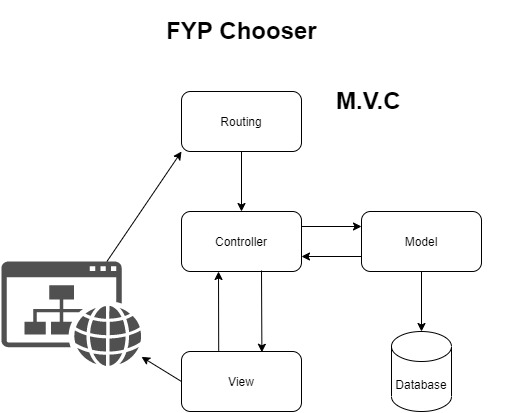 FYP Chooser
M.V.C
Routing
Controller
Model
View
Database